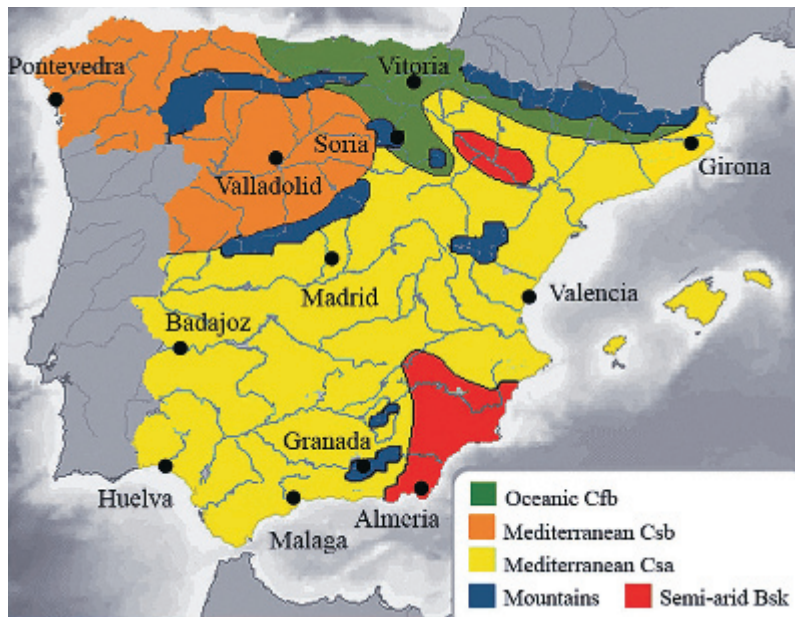 Pontevedra
Vitoria
Soria
Valladolid
Girona
Madrid
Valencia
Badajoz
Granada
Huelva
Malaga
Almeria
Oceanic Cfb
Mediterranean Csb
Mediterranean Csa
Mountains
Semi-arid Bsk